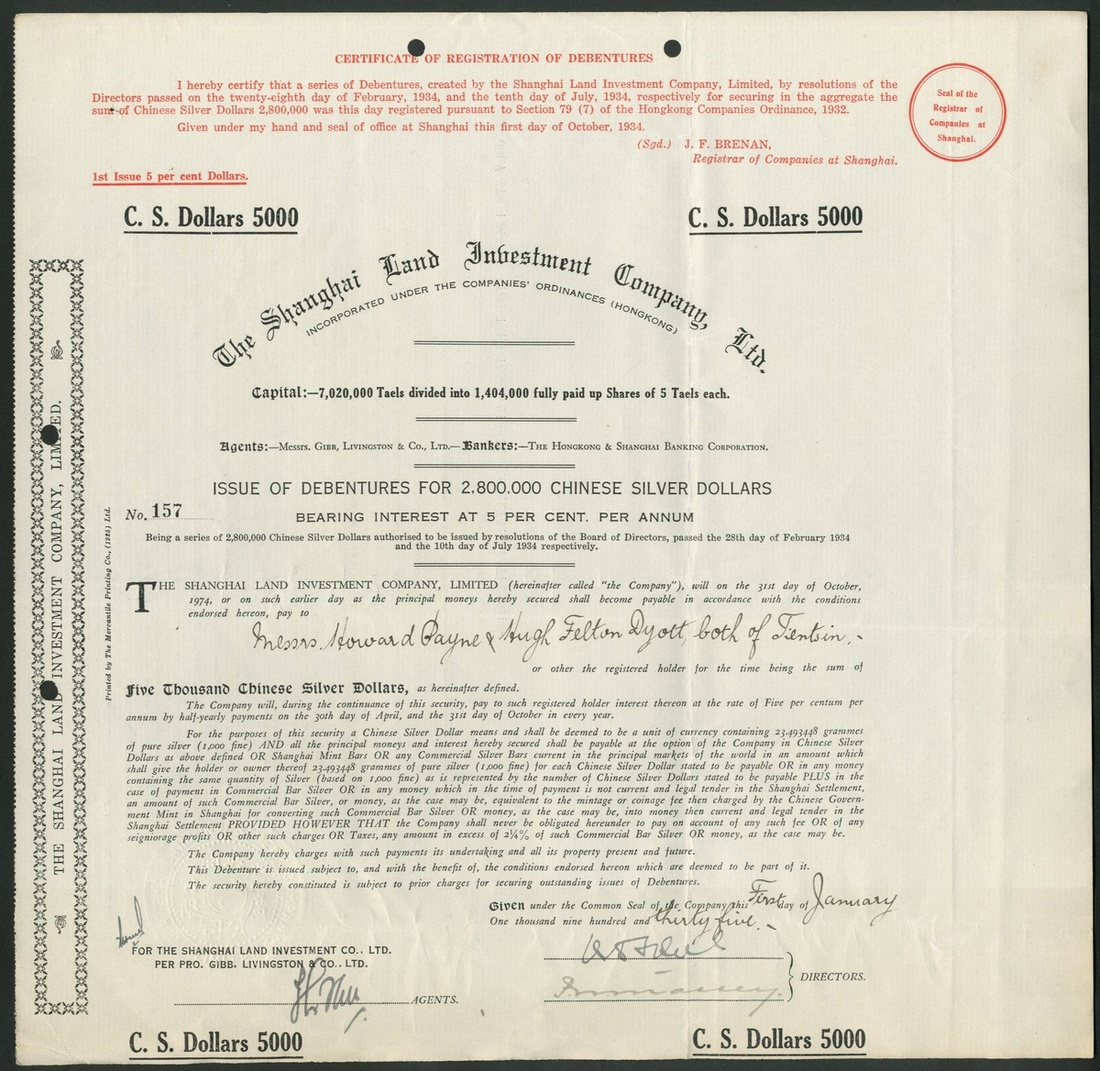 CERTIFICATE OF REGISTRATION OF DEBENTURES
I hereby certify that a series of Debentures, created by the Shanghai Land Investment Company, Limited, by resolutions of the
Directors passed on the twenty-eighth day of February, 1934, and the tenth day of July, 1934, respectively for securing in the aggregate the
sum of Chinese Silver Dollars 2,800,000 was this day registered pursuant to Section 79 (7) of the Hongkong Companies Ordinance, 1932.
Given under my hand and seal of office at Shanghai this first day of October, 1934.
(Sgd.) J. F. BRENAN,
Registrar of Companies at Shanghai.
Seal of the
Registrar of
Companies at
Shanghai.
1st Issue 5 per cent Dollars.
C. S. Dollars 5000
C. S. Dollars 5000
The Shanghai Land Investment Company, Ltd.
INCORPORATED UNDER THE COMPANIES' ORDINANCES (HONGKONG)
Capital:—7,020,000 Taels divided into 1,404,000 fully paid up Shares of 5 Taels each.
Agents:—Messrs. Gibb, Livingston & Co., Ltd.—Bankers:—The Hongkong & Shanghai Banking Corporation.
ISSUE OF DEBENTURES FOR 2,800,000 CHINESE SILVER DOLLARS
No. 157
BEARING INTEREST AT 5 PER CENT. PER ANNUM
Being a series of 2,800,000 Chinese Silver Dollars authorised to be issued by resolutions of the Board of Directors, passed the 28th day of February 1934
and the 10th day of July 1934 respectively.
THE SHANGHAI LAND INVESTMENT COMPANY, LIMITED (hereinafter called "the Company"), will on the 31st day of October,
1974, or on such earlier day as the principal moneys hereby secured shall become payable in accordance with the conditions
endorsed hereon, pay to
Messrs. Howard Payne & Hugh Felton Dyott, both of Tientsin,-
or other the registered holder for the time being the sum of
Five Thousand Chinese Silver Dollars, as hereinafter defined.
The Company will, during the continuance of this security, pay to such registered holder interest thereon at the rate of Five per centum per
annum by half-yearly payments on the 30th day of April, and the 31st day of October in every year.
For the purposes of this security a Chinese Silver Dollar means and shall be deemed to be a unit of currency containing 23.493448 grammes
of pure silver (1,000 fine) AND all the principal moneys and interest hereby secured shall be payable at the option of the Company in Chinese Silver
Dollars as above defined OR Shanghai Mint Bars OR any Commercial Silver Bars current in the principal markets of the world in an amount which
shall give the holder or owner thereof 23.493448 grammes of pure silver (1,000 fine) for each Chinese Silver Dollar stated to be payable OR in any money
containing the same quantity of Silver (based on 1,000 fine) as is represented by the number of Chinese Silver Dollars stated to be payable PLUS in the
case of payment in Commercial Bar Silver OR in any money which in the time of payment is not current and legal tender in the Shanghai Settlement,
an amount of such Commercial Bar Silver, or money, as the case may be, equivalent to the mintage or coinage fee then charged by the Chinese Govern-
ment Mint in Shanghai for converting such Commercial Bar Silver OR money, as the case may be, into money then current and legal tender in the
Shanghai Settlement PROVIDED HOWEVER THAT the Company shall never be obligated hereunder to pay on account of any such fee OR of any
seigniorage profits OR other such charges OR Taxes, any amount in excess of 2¼% of such Commercial Bar Silver OR money, as the case may be.
The Company hereby charges with such payments its undertaking and all its property present and future.
This Debenture is issued subject to, and with the benefit of, the conditions endorsed hereon which are deemed to be part of it.
The security hereby constituted is subject to prior charges for securing outstanding issues of Debentures.
Given under the Common Seal of the Company this First day of January
One thousand nine hundred and thirty five.-
FOR THE SHANGHAI LAND INVESTMENT CO., LTD.
PER PRO. GIBB, LIVINGSTON & CO., LTD.
AGENTS.
DIRECTORS.
C. S. Dollars 5000
C. S. Dollars 5000
THE SHANGHAI LAND INVESTMENT COMPANY, LIMITED.
Printed by The Mercantile Printing Co., (1925) Ltd.